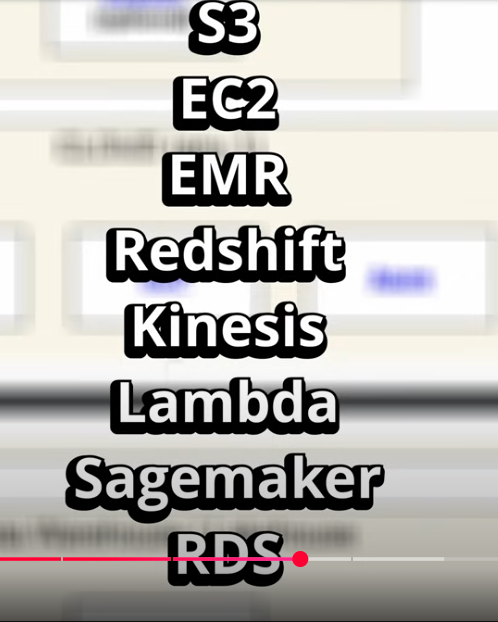 S3
EC2
EMR
Redshift
Kinesis
Lambda
Sagemaker
RDS